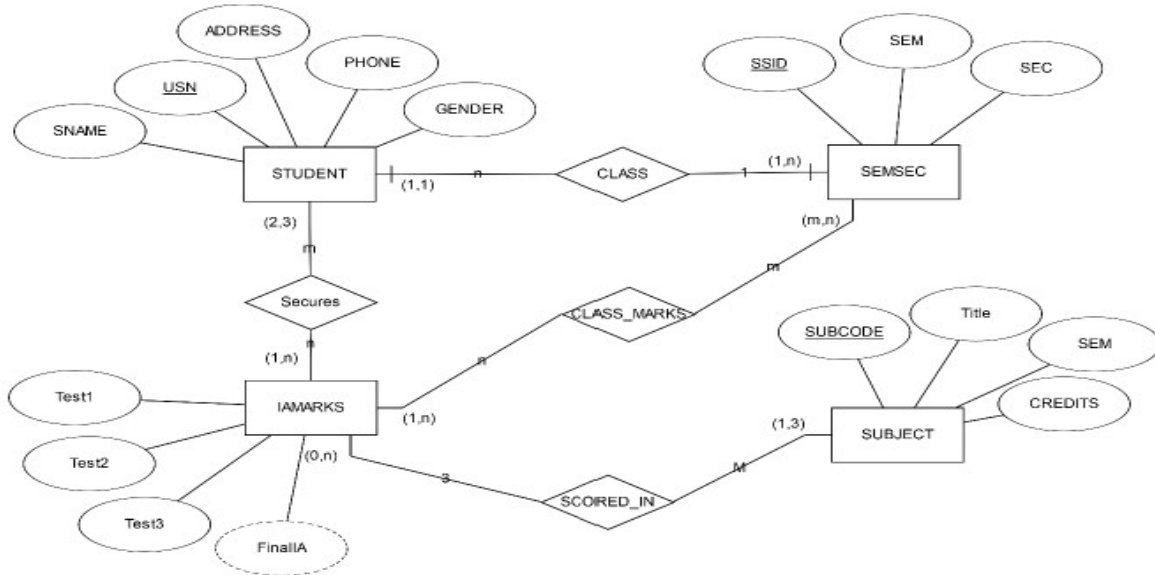 ADDRESS
SEM
PHONE
SSID
USN
SEC
GENDER
SNAME
(1,n)
STUDENT
n
CLASS
1
SEMSEC
(1,1)
(2,3)
(m,n)
m
m
Secures
CLASS_MARKS
Title
SUBCODE
n
SEM
(1,n)
n
Test1
CREDITS
IAMARKS
(1,n)
(1,3)
SUBJECT
(0,n)
Test2
M
3
SCOIRED_IN
Test3
FinalIA